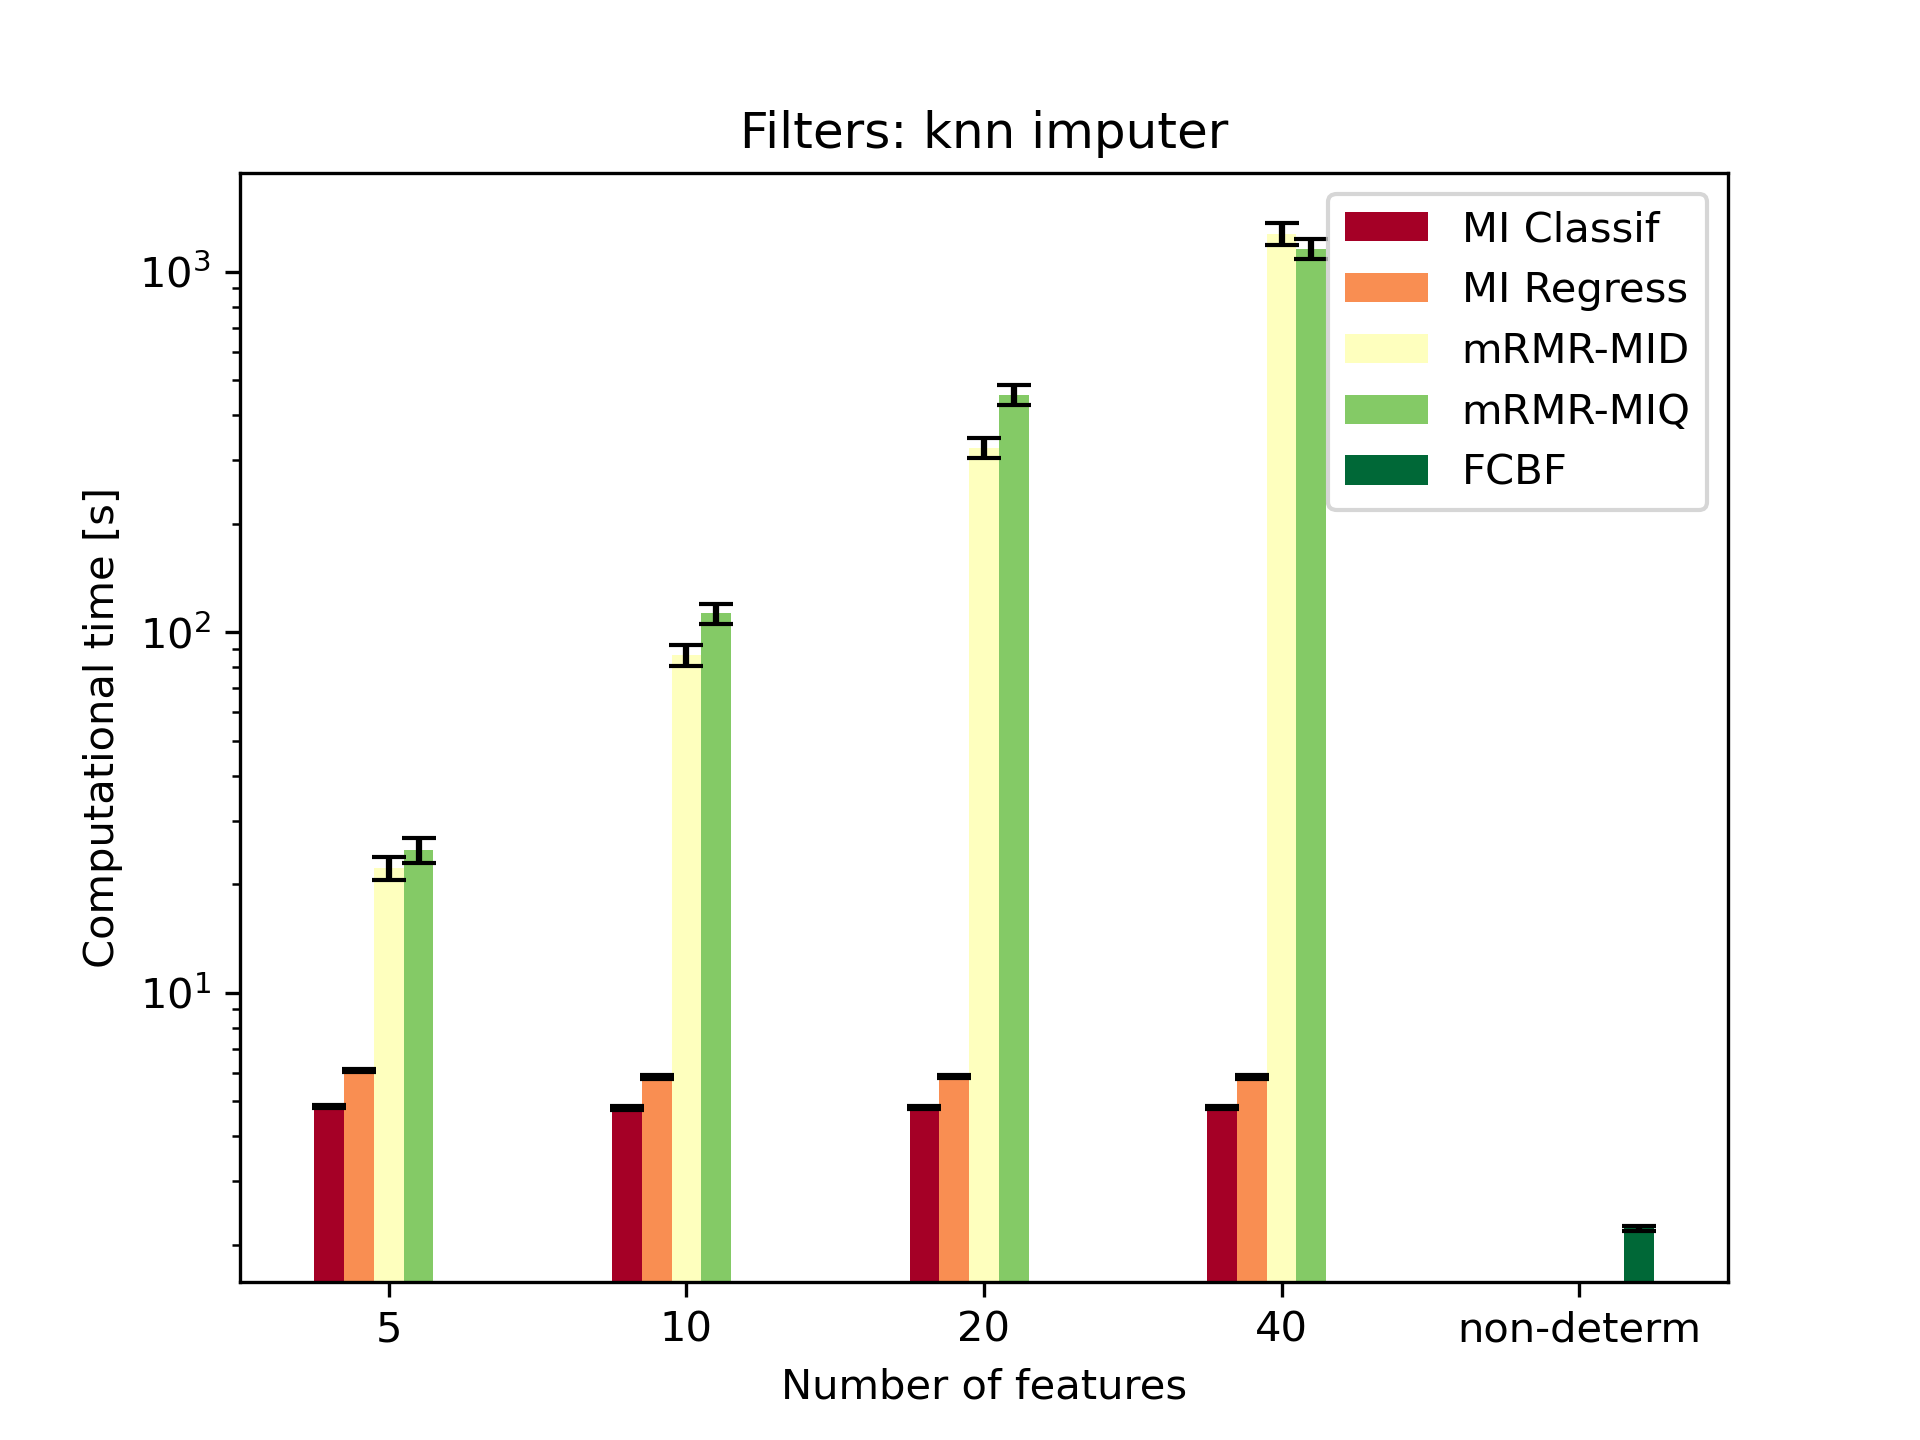 Filters: knn imputer
Computational time [s]
10³
10²
10¹
MI Classif
MI Regress
mRMR-MID
mRMR-MIQ
FCBF
5 10 20 40 non-determ
Number of features